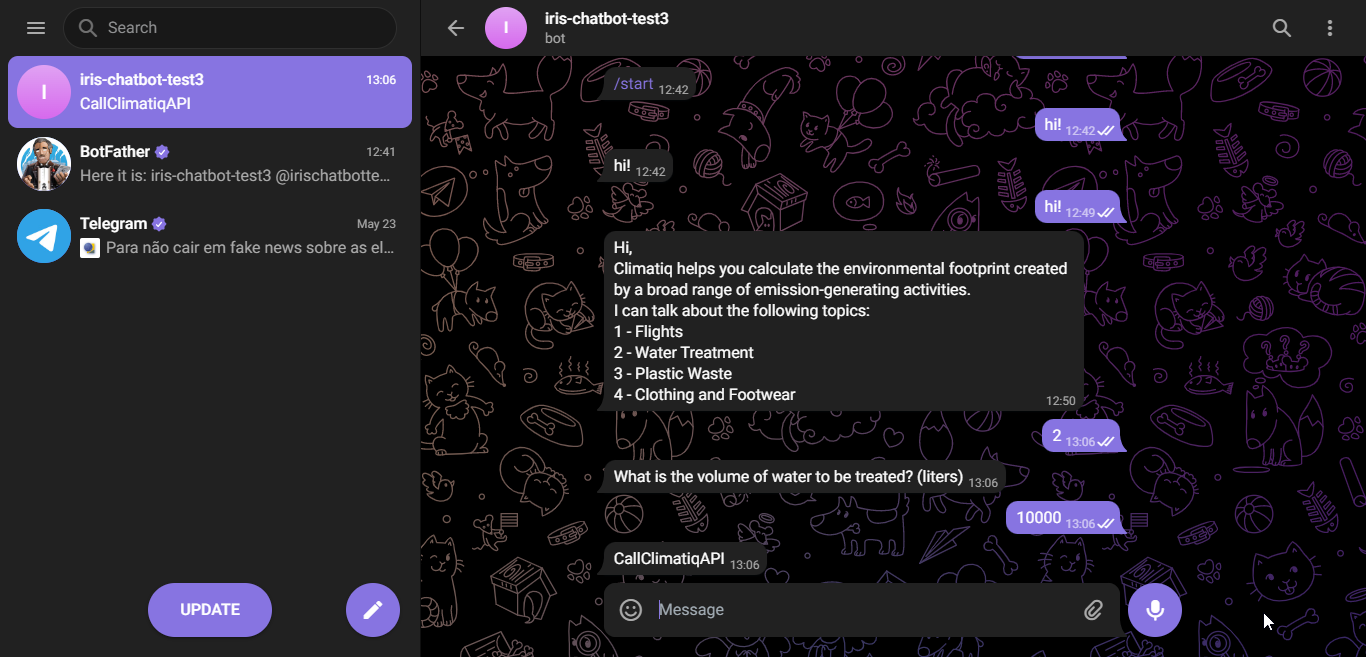 Search
iris-chatbot-test3
13:06
CallClimatiqAPI
BotFather
12:41
Here it is: iris-chatbot-test3 @irischatbotte...
Telegram
May 23
Para não cair em fake news sobre as el...
UPDATE
I
I
iris-chatbot-test3
bot
/start 12:42
hi! 12:42
hi! 12:42
hi! 12:49
Hi,
Climatiq helps you calculate the environmental footprint created
by a broad range of emission-generating activities.
I can talk about the following topics:
1 - Flights
2 - Water Treatment
3 - Plastic Waste
4 - Clothing and Footwear
12:50
2 13:06
What is the volume of water to be treated? (liters) 13:06
10000 13:06
CallClimatiqAPI 13:06
Message